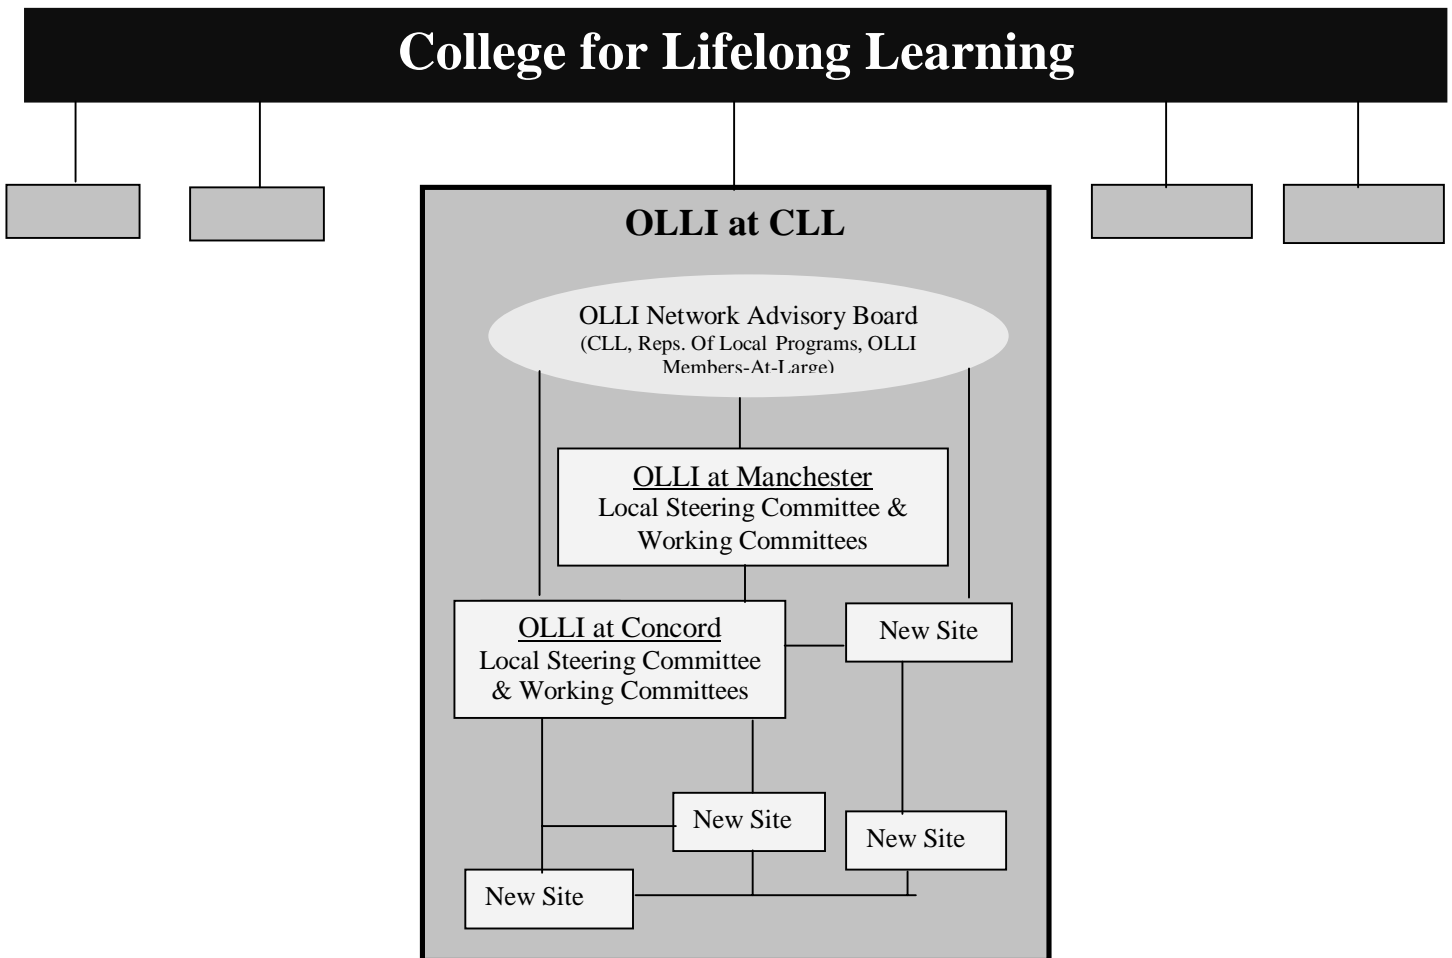 College for Lifelong Learning
OLLI at CLL
OLLI Network Advisory Board
(CLL, Reps. Of Local Programs, OLLI
Members-At-Large)
OLLI at Manchester
Local Steering Committee &
Working Committees
OLLI at Concord
Local Steering Committee
& Working Committees
New Site
New Site
New Site
New Site